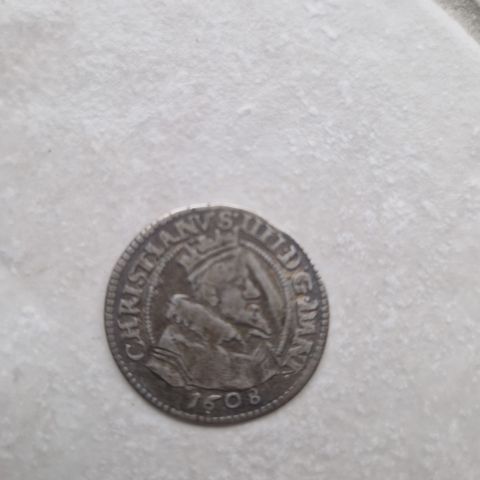 CHRISTIANVS IIII D G DAN
1608